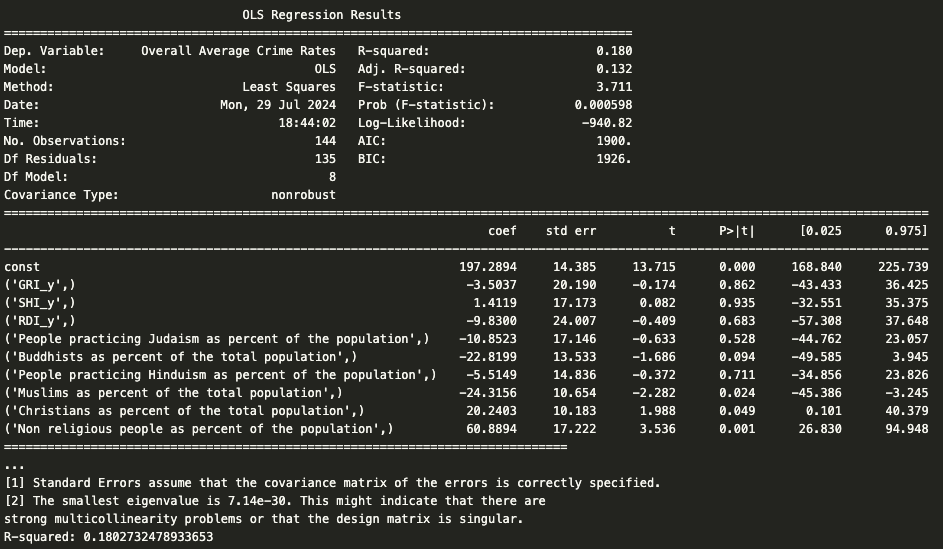 OLS Regression Results
==============================================================================
Dep. Variable: Overall Average Crime Rates R-squared: 0.180
Model: OLS Adj. R-squared: 0.132
Method: Least Squares F-statistic: 3.711
Date: Mon, 29 Jul 2024 Prob (F-statistic): 0.000598
Time: 18:44:02 Log-Likelihood: -940.82
No. Observations: 144 AIC: 1900.
Df Residuals: 135 BIC: 1926.
Df Model: 8
Covariance Type: nonrobust
==============================================================================
coef std err t P>|t| [0.025 0.975]
------------------------------------------------------------------------------
const 197.2894 14.385 13.715 0.000 168.840 225.739
('GRI_y',) -3.5037 20.190 -0.174 0.862 -43.433 36.425
('SHI_y',) 1.4119 17.173 0.082 0.935 -32.551 35.375
('RDI_y',) -9.8300 24.007 -0.409 0.683 -57.308 37.648
('People practicing Judaism as percent of the population',) -10.8523 17.146 -0.633 0.528 -44.762 23.057
('Buddhists as percent of the total population',) -22.8199 13.533 -1.686 0.094 -49.585 3.945
('People practicing Hinduism as percent of the population',) -5.5149 14.836 -0.372 0.711 -34.856 23.826
('Muslims as percent of the total population',) -24.3156 10.654 -2.282 0.024 -45.386 -3.245
('Christians as percent of the total population',) 20.2403 10.183 1.988 0.049 0.101 40.379
('Non religious people as percent of the population',) 60.8894 17.222 3.536 0.001 26.830 94.948
==============================================================================
...
[1] Standard Errors assume that the covariance matrix of the errors is correctly specified.
[2] The smallest eigenvalue is 7.14e-30. This might indicate that there are
strong multicollinearity problems or that the design matrix is singular.
R-squared: 0.1802732478933653